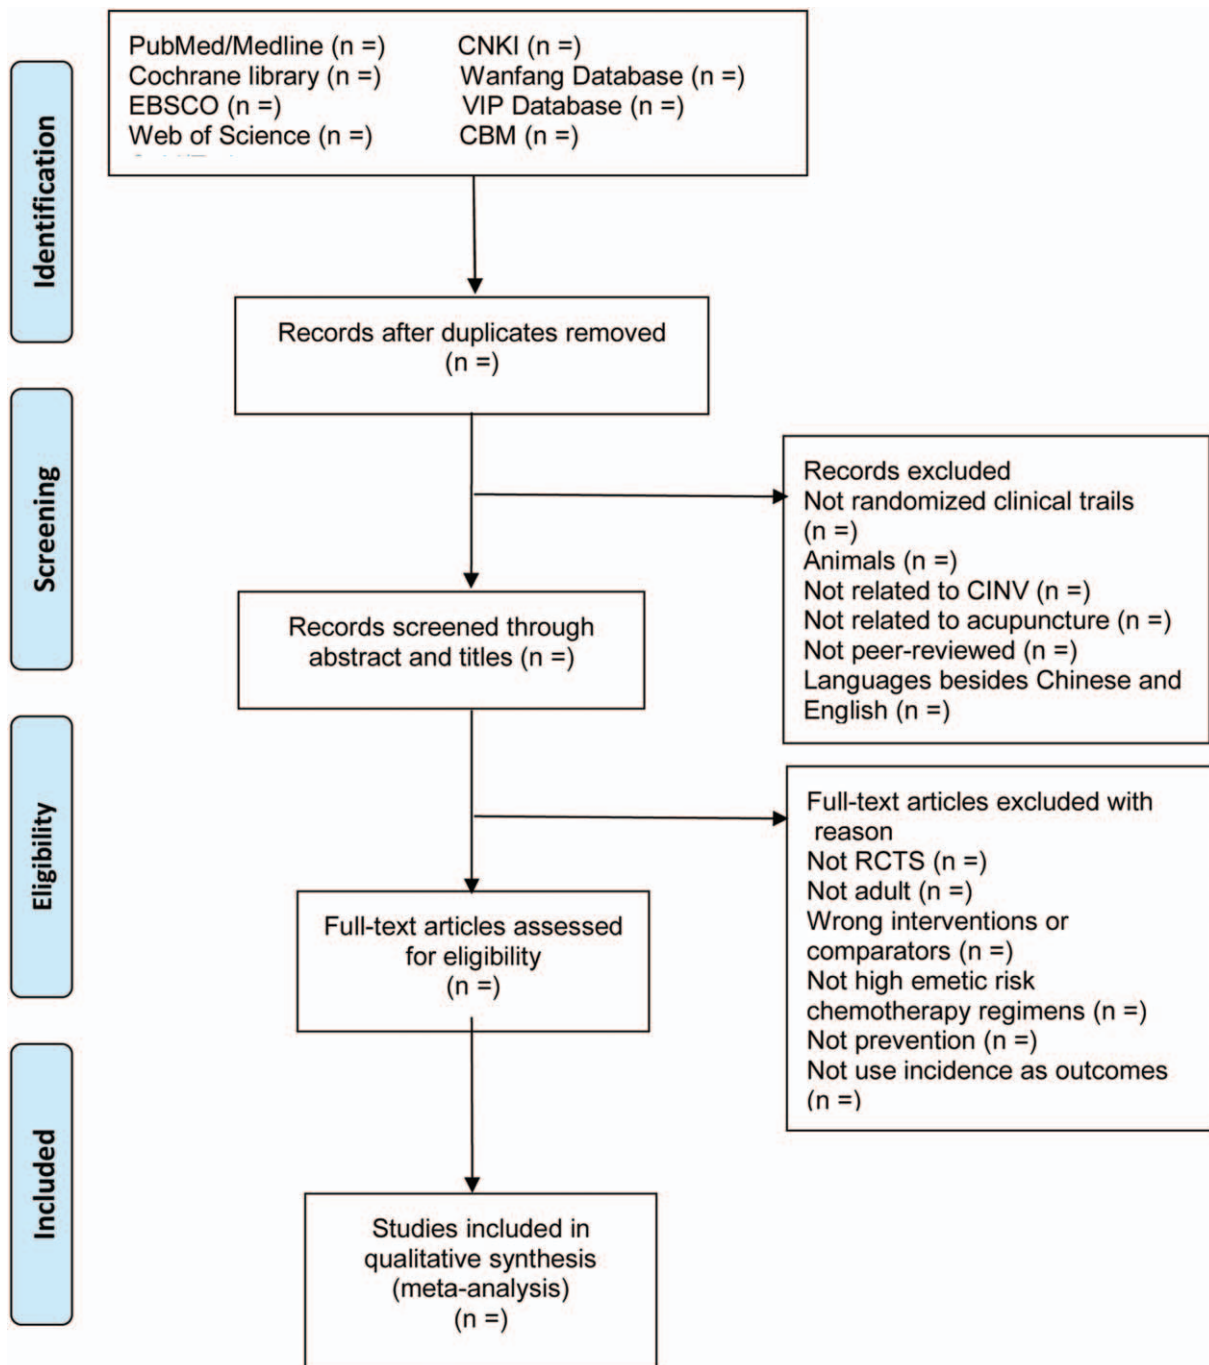 Identification
PubMed/Medline (n =)
Cochrane library (n =)
EBSCO (n =)
Web of Science (n =)
CNKI (n =)
Wanfang Database (n =)
VIP Database (n =)
CBM (n =)
Records after duplicates removed
(n =)
Screening
Records excluded
Not randomized clinical trails
(n =)
Animals (n =)
Not related to CINV (n =)
Not related to acupuncture (n =)
Not peer-reviewed (n =)
Languages besides Chinese and
English (n =)
Records screened through
abstract and titles (n =)
Eligibility
Full-text articles excluded with
reason
Not RCTS (n =)
Not adult (n =)
Wrong interventions or
comparators (n =)
Not high emetic risk
chemotherapy regimens (n =)
Not prevention (n =)
Not use incidence as outcomes
(n =)
Full-text articles assessed
for eligibility
(n =)
Included
Studies included in
qualitative synthesis
(meta-analysis)
(n =)